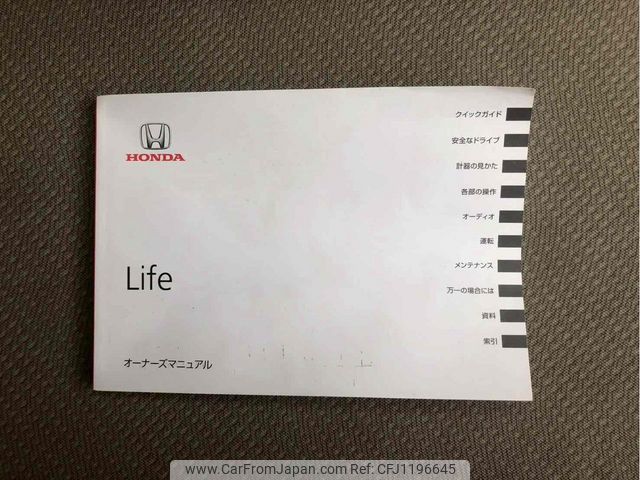 HONDA
クイックガイド
安全なドライブ
計器の見かた
各部の操作
オーディオ
運転
メンテナンス
万一の場合には
資料
索引
Life
オーナーズマニュアル
www.CarFromJapan.com Ref: CFJ1196645